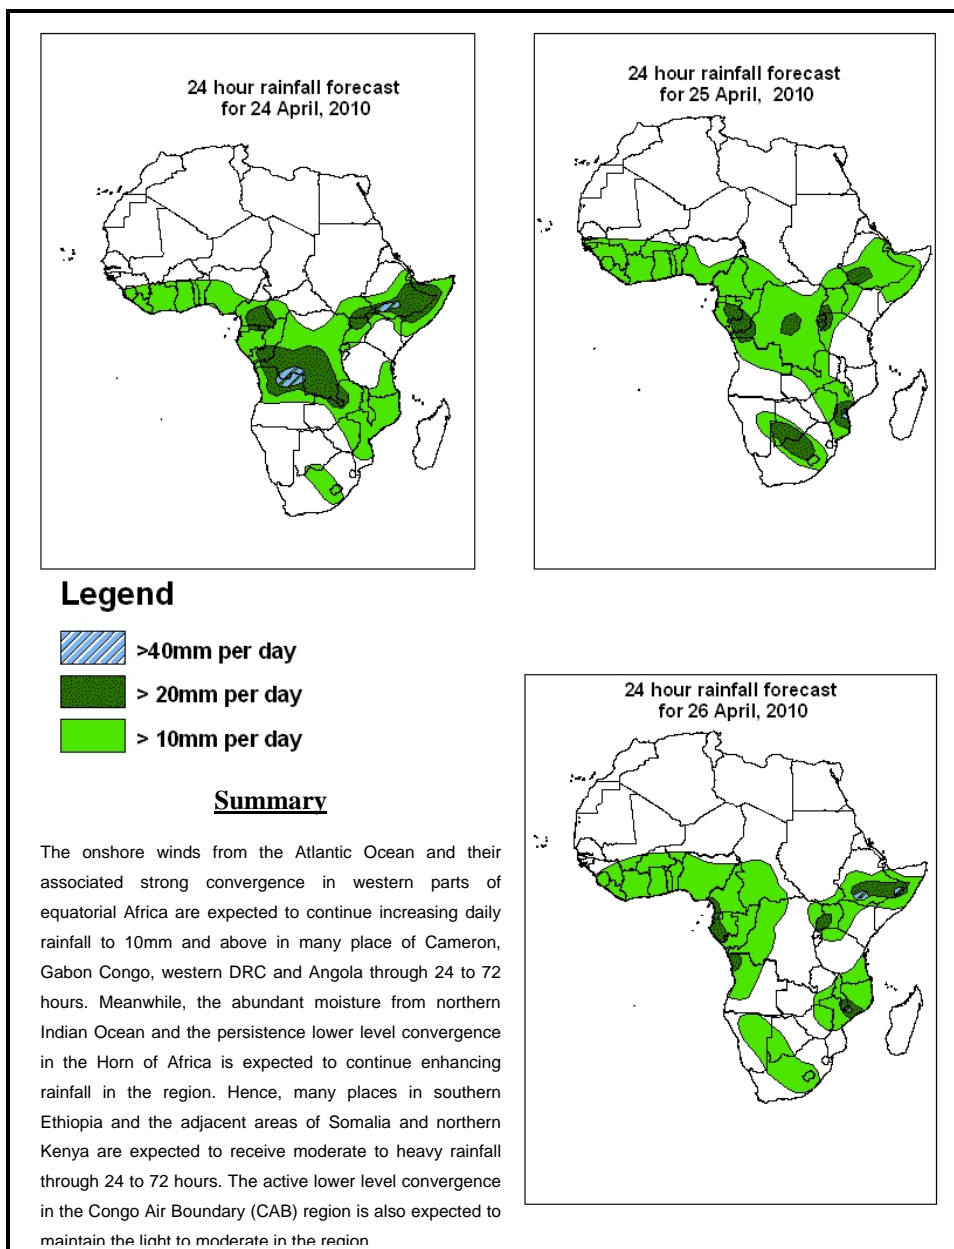 24 hour rainfall forecast
for 24 April, 2010
24 hour rainfall forecast
for 25 April, 2010
Legend
>40mm per day
> 20mm per day
> 10mm per day
24 hour rainfall forecast
for 26 April, 2010
Summary
The onshore winds from the Atlantic Ocean and their
associated strong convergence in western parts of
equatorial Africa are expected to continue increasing daily
rainfall to 10mm and above in many place of Cameron,
Gabon Congo, western DRC and Angola through 24 to 72
hours. Meanwhile, the abundant moisture from northern
Indian Ocean and the persistence lower level convergence
in the Horn of Africa is expected to continue enhancing
rainfall in the region. Hence, many places in southern
Ethiopia and the adjacent areas of Somalia and northern
Kenya are expected to receive moderate to heavy rainfall
through 24 to 72 hours. The active lower level convergence
in the Congo Air Boundary (CAB) region is also expected to
maintain the light to moderate in the region.